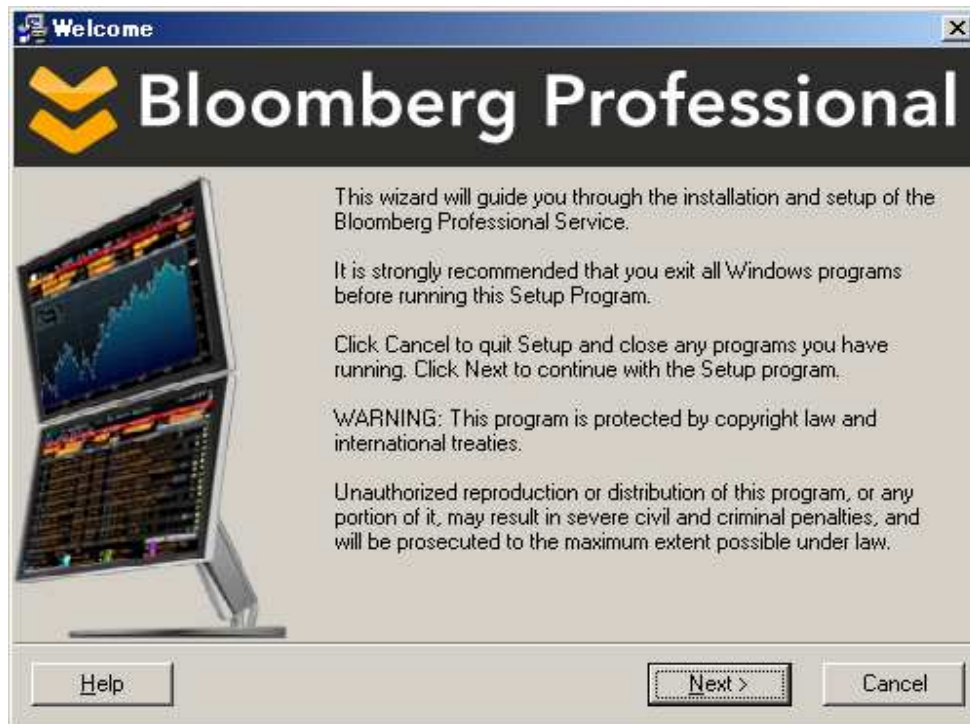 Welcome
Bloomberg Professional
This wizard will guide you through the installation and setup of the
Bloomberg Professional Service.
It is strongly recommended that you exit all Windows programs
before running this Setup Program.
Click Cancel to quit Setup and close any programs you have
running. Click Next to continue with the Setup program.
WARNING: This program is protected by copyright law and
international treaties.
Unauthorized reproduction or distribution of this program, or any
portion of it, may result in severe civil and criminal penalties, and
will be prosecuted to the maximum extent possible under law.
Help
Next >
Cancel